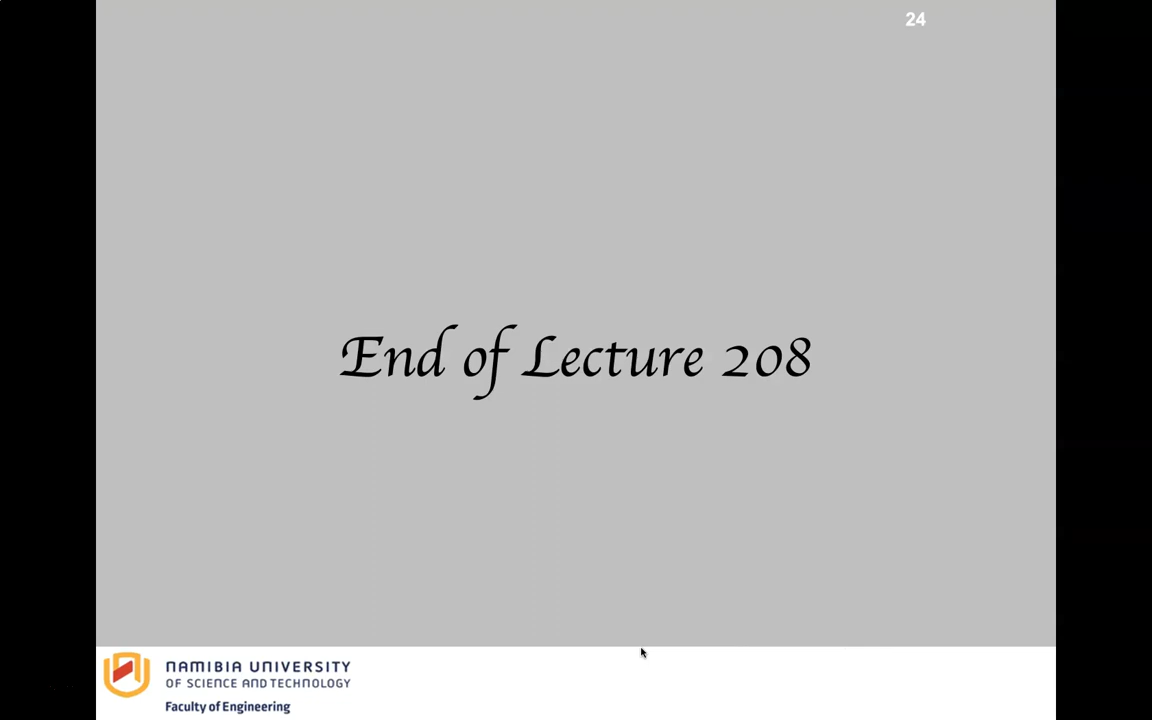 24
End of Lecture 208
NAMIBIA UNIVERSITY
OF SCIENCE AND TECHNOLOGY
Faculty of Engineering